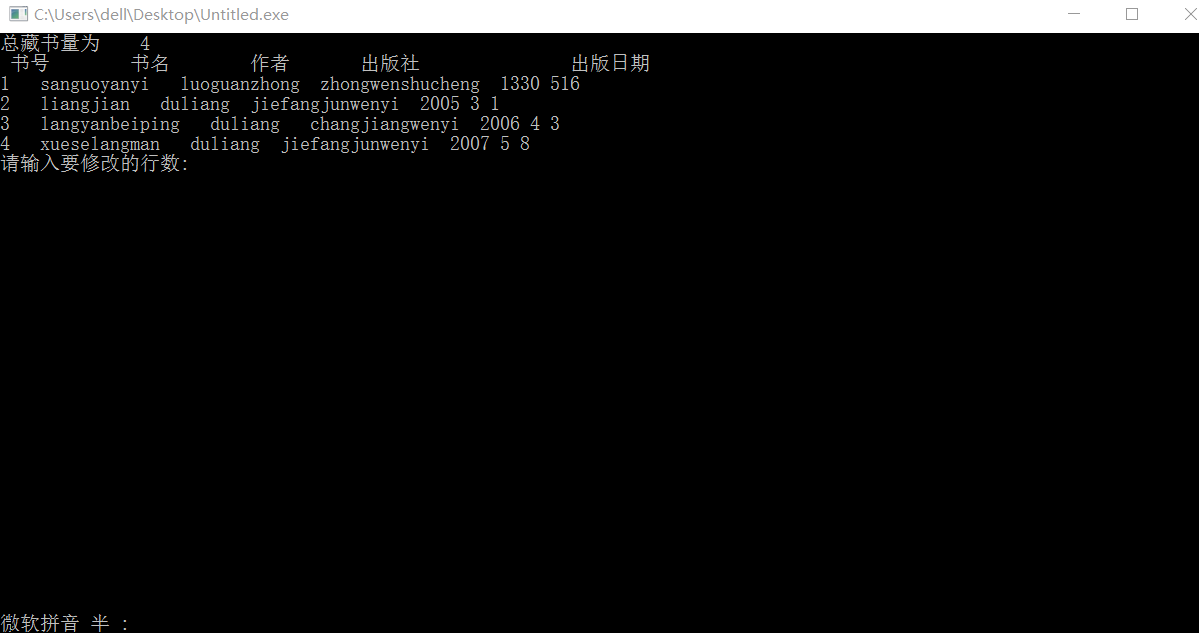 C:\Users\dell\Desktop\Untitled.exe
总藏书量为    4
 书号        书名        作者       出版社               出版日期
1   sanguoyanyi   luoguanzhong  zhongwenshucheng  1330 516
2   liangjian   duliang  jiefangjunwenyi  2005 3 1
3   langyanbeiping   duliang   changjiangwenyi  2006 4 3
4   xueselangman   duliang  jiefangjunwenyi  2007 5 8
请输入要修改的行数:
微软拼音 半 :